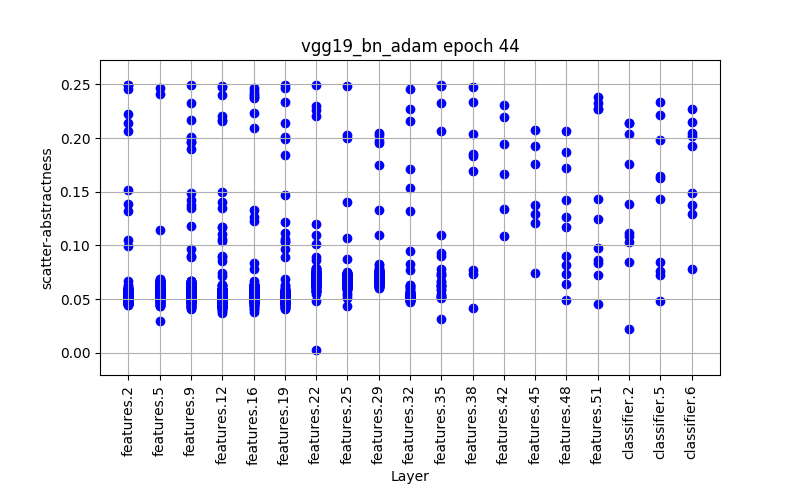 vgg19_bn_adam epoch 44
scatter-abstractness
0.25
0.20
0.15
0.10
0.05
0.00
features.2
features.5
features.9
features.12
features.16
features.19
features.22
features.25
features.29
features.32
features.35
features.38
features.42
features.45
features.48
features.51
classifier.2
classifier.5
classifier.6
Layer